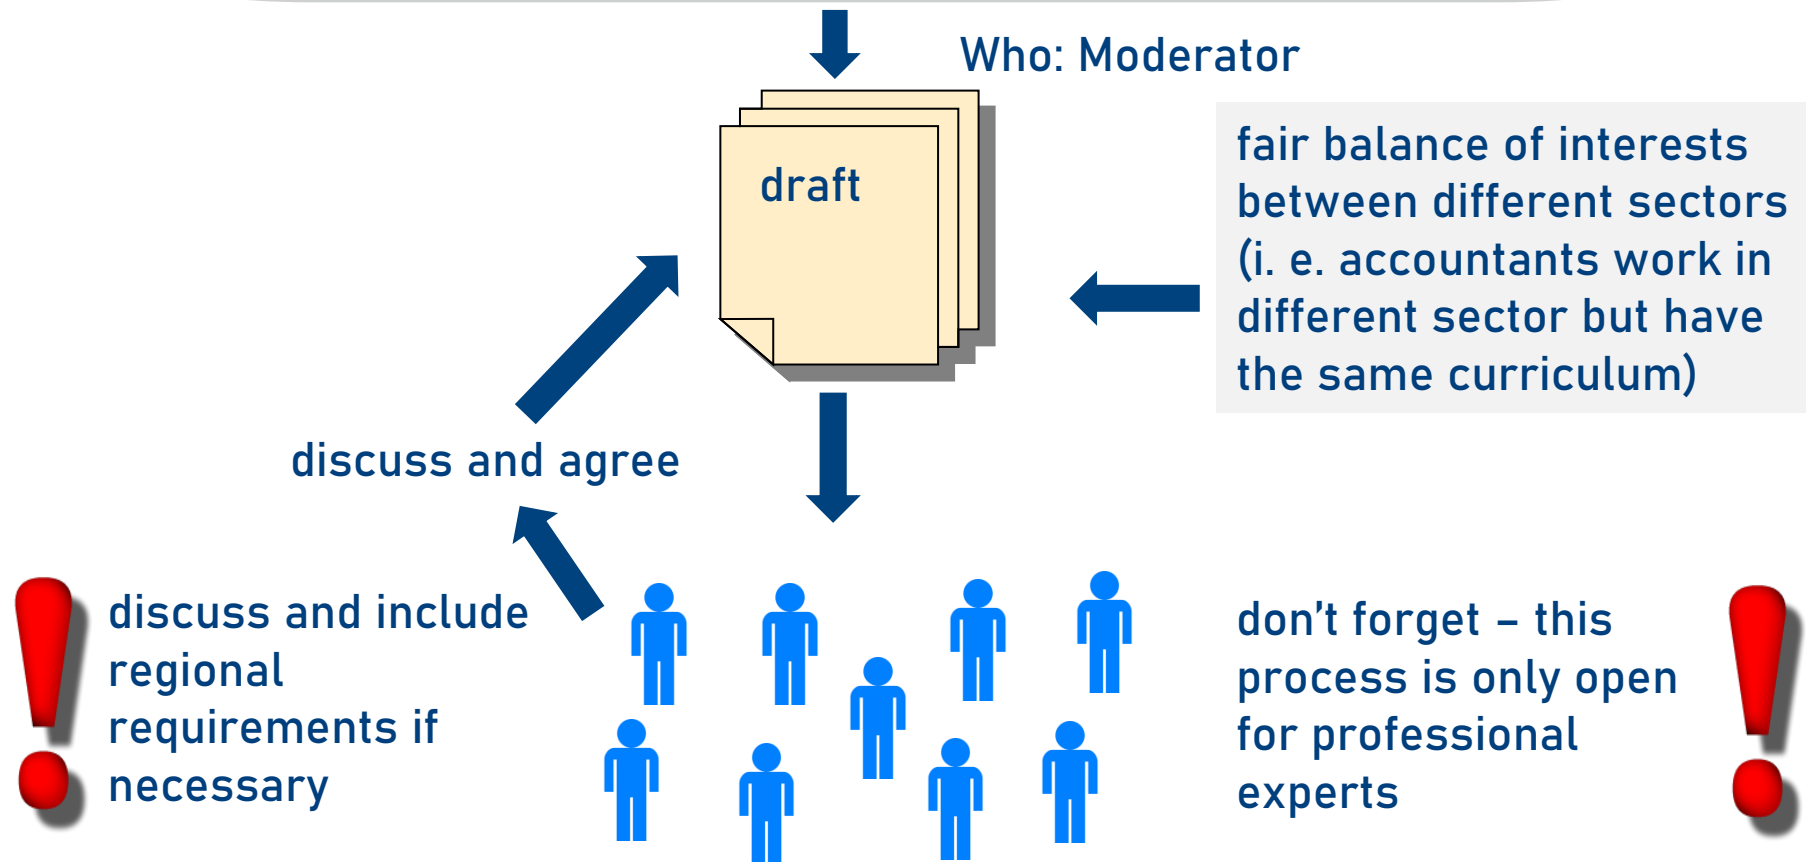 Who: Moderator
draft
fair balance of interests
between different sectors
(i. e. accountants work in
different sector but have
the same curriculum)
discuss and agree
discuss and include
regional
requirements if
necessary
don't forget – this
process is only open
for professional
experts